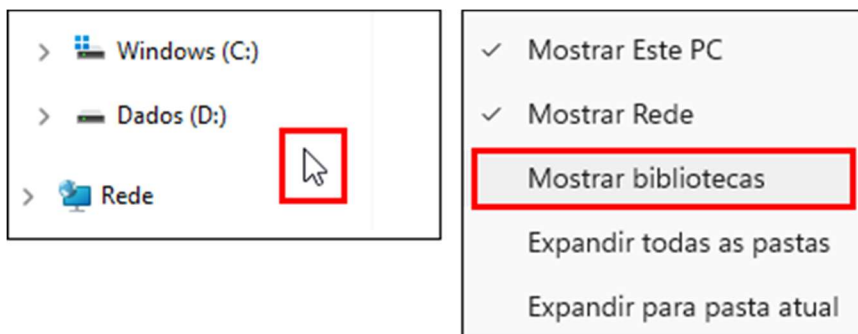 Windows (C:)
Dados (D:)
Rede
Mostrar Este PC
Mostrar Rede
Mostrar bibliotecas
Expandir todas as pastas
Expandir para pasta atual